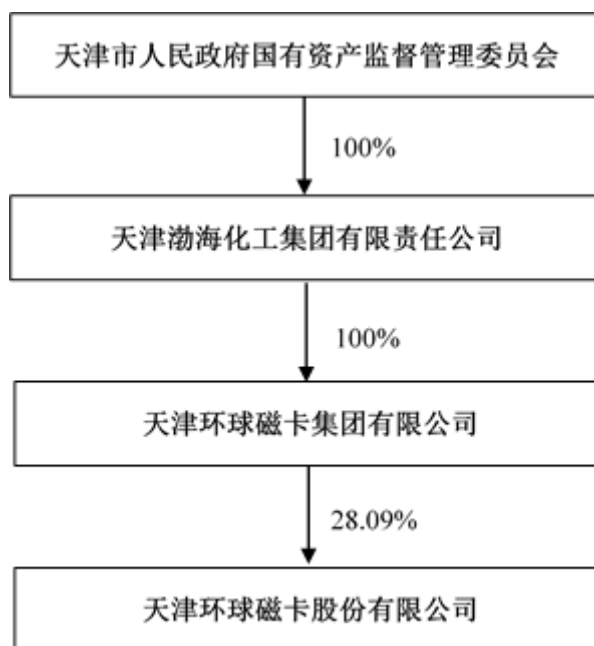 天津市人民政府国有资产监督管理委员会
100%
天津渤海化工集团有限责任公司
100%
天津环球磁卡集团有限公司
28.09%
天津环球磁卡股份有限公司